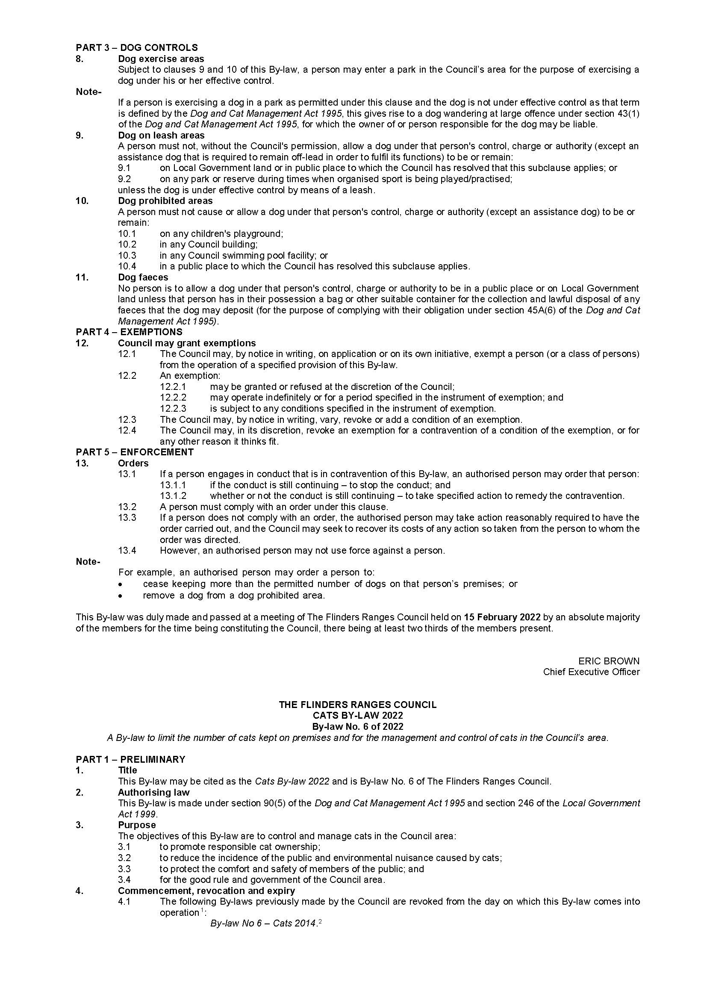 PART 3 – DOG CONTROLS
8. Dog exercise areas
Subject to clauses 9 and 10 of this By-law, a person may enter a park in the Council’s area for the purpose of exercising a
dog under his or her effective control.
Note-
If a person is exercising a dog in a park as permitted under this clause and the dog is not under effective control as that term
is defined by the Dog and Cat Management Act 1995, this gives rise to a dog wandering at large offence under section 43(1)
of the Dog and Cat Management Act 1995, for which the owner of or person responsible for the dog may be liable.
9. Dog on leash areas
A person must not, without the Council's permission, allow a dog under that person's control, charge or authority (except an
assistance dog that is required to remain off-lead in order to fulfil its functions) to be or remain:
9.1 on Local Government land or in public place to which the Council has resolved that this subclause applies; or
9.2 on any park or reserve during times when organised sport is being played/practised;
unless the dog is under effective control by means of a leash.
10. Dog prohibited areas
A person must not cause or allow a dog under that person's control, charge or authority (except an assistance dog) to be or
remain:
10.1 on any children's playground;
10.2 in any Council building;
10.3 in any Council swimming pool facility; or
10.4 in a public place to which the Council has resolved this subclause applies.
11. Dog faeces
No person is to allow a dog under that person's control, charge or authority to be in a public place or on Local Government
land unless that person has in their possession a bag or other suitable container for the collection and lawful disposal of any
faeces that the dog may deposit (for the purpose of complying with their obligation under section 45A(6) of the Dog and Cat
Management Act 1995).
PART 4 – EXEMPTIONS
12. Council may grant exemptions
12.1 The Council may, by notice in writing, on application or on its own initiative, exempt a person (or a class of persons)
from the operation of a specified provision of this By-law.
12.2 An exemption:
12.2.1 may be granted or refused at the discretion of the Council;
12.2.2 may operate indefinitely or for a period specified in the instrument of exemption; and
12.2.3 is subject to any conditions specified in the instrument of exemption.
12.3 The Council may, by notice in writing, vary, revoke or add a condition of an exemption.
12.4 The Council may, in its discretion, revoke an exemption for a contravention of a condition of the exemption, or for
any other reason it thinks fit.
PART 5 – ENFORCEMENT
13. Orders
13.1 If a person engages in conduct that is in contravention of this By-law, an authorised person may order that person:
13.1.1 if the conduct is still continuing – to stop the conduct; and
13.1.2 whether or not the conduct is still continuing – to take specified action to remedy the contravention.
13.2 A person must comply with an order under this clause.
13.3 If a person does not comply with an order, the authorised person may take action reasonably required to have the
order carried out, and the Council may seek to recover its costs of any action so taken from the person to whom the
order was directed.
13.4 However, an authorised person may not use force against a person.
Note-
For example, an authorised person may order a person to:
• cease keeping more than the permitted number of dogs on that person’s premises; or
• remove a dog from a dog prohibited area.
This By-law was duly made and passed at a meeting of The Flinders Ranges Council held on 15 February 2022 by an absolute majority
of the members for the time being constituting the Council, there being at least two thirds of the members present.
ERIC BROWN
Chief Executive Officer
THE FLINDERS RANGES COUNCIL
CATS BY-LAW 2022
By-law No. 6 of 2022
A By-law to limit the number of cats kept on premises and for the management and control of cats in the Council’s area.
PART 1 – PRELIMINARY
1. Title
This By-law may be cited as the Cats By-law 2022 and is By-law No. 6 of The Flinders Ranges Council.
2. Authorising law
This By-law is made under section 90(5) of the Dog and Cat Management Act 1995 and section 246 of the Local Government
Act 1999.
3. Purpose
The objectives of this By-law are to control and manage cats in the Council area:
3.1 to promote responsible cat ownership;
3.2 to reduce the incidence of the public and environmental nuisance caused by cats;
3.3 to protect the comfort and safety of members of the public; and
3.4 for the good rule and government of the Council area.
4. Commencement, revocation and expiry
4.1 The following By-laws previously made by the Council are revoked from the day on which this By-law comes into
operation ¹:
By-law No 6 – Cats 2014.²